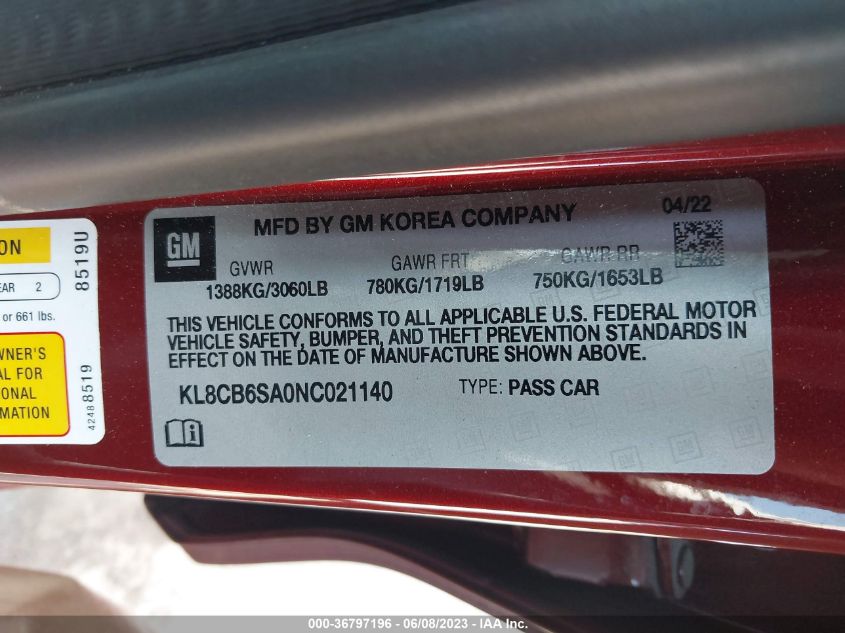 MFD BY GM KOREA COMPANY 04/22
GM
GVWR GAWR FRT GAWR RR
1388KG/3060LB 780KG/1719LB 750KG/1653LB
THIS VEHICLE CONFORMS TO ALL APPLICABLE U.S. FEDERAL MOTOR
VEHICLE SAFETY, BUMPER, AND THEFT PREVENTION STANDARDS IN
EFFECT ON THE DATE OF MANUFACTURE SHOWN ABOVE.
KL8CB6SA0NC021140 TYPE: PASS CAR
ON
EAR 2
or 661 lbs.
WNER'S
AL FOR
IONAL
MATION
8519U
42488519
000-36797196 - 06/08/2023 - IAA Inc.